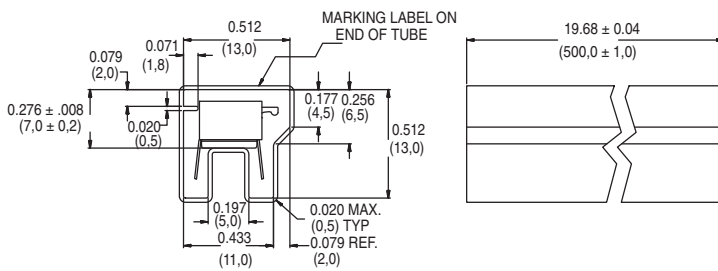 MARKING LABEL ON
END OF TUBE
0.512
(13,0)
0.071
(1,8)
0.079
(2,0)
0.276 ± .008
(7,0 ± 0,2)
0.020
(0,5)
0.177
(4,5)
0.256
(6,5)
0.512
(13,0)
0.197
(5,0)
0.433
(11,0)
0.020 MAX.
(0,5) TYP
0.079 REF.
(2,0)
19.68 ± 0.04
(500,0 ± 1,0)